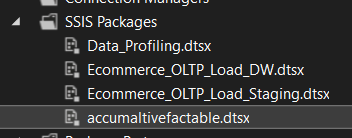 Connection Managers
SSIS Packages
Data_Profiling.dtsx
Ecommerce_OLTP_Load_DW.dtsx
Ecommerce_OLTP_Load_Staging.dtsx
accumaltivefactable.dtsx